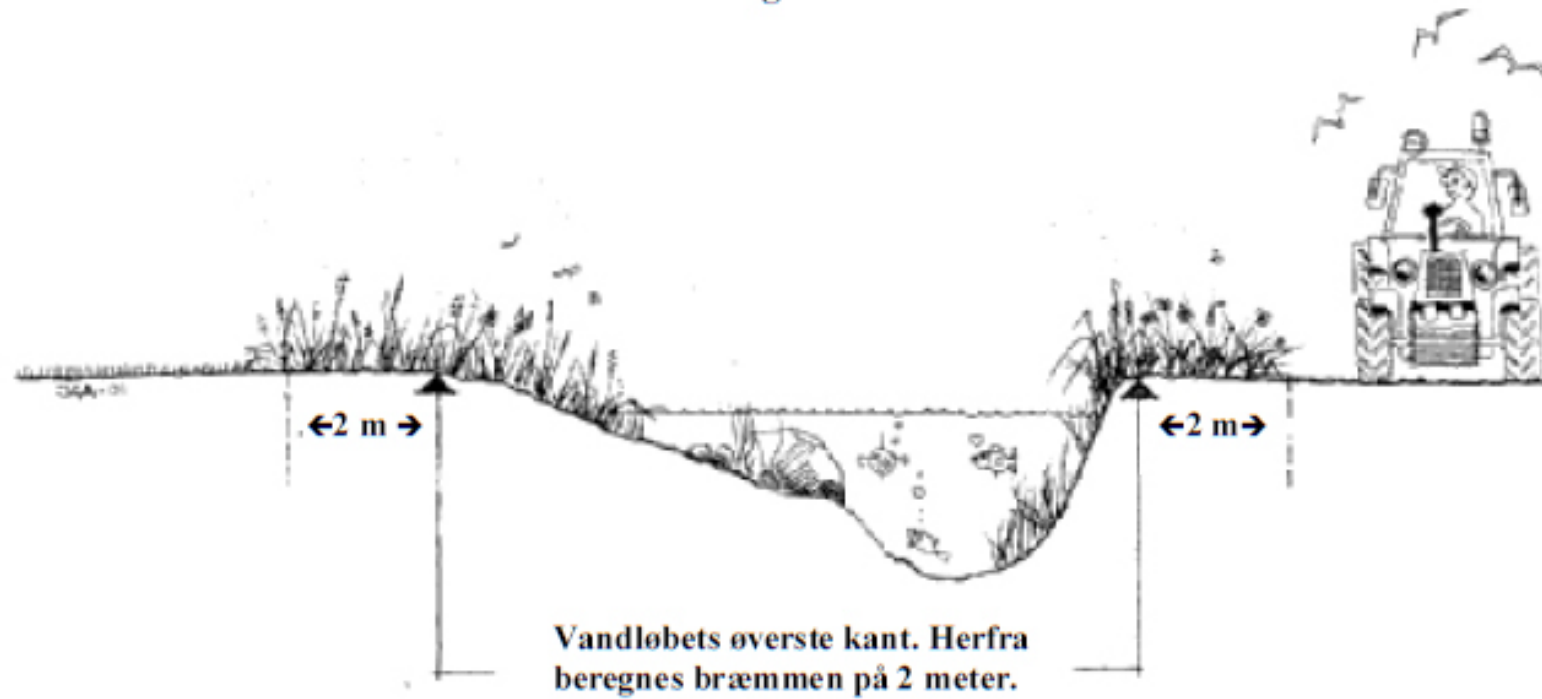 ←2 m →
←2 m→
Vandløbets øverste kant. Herfra
beregnes bræmmen på 2 meter.